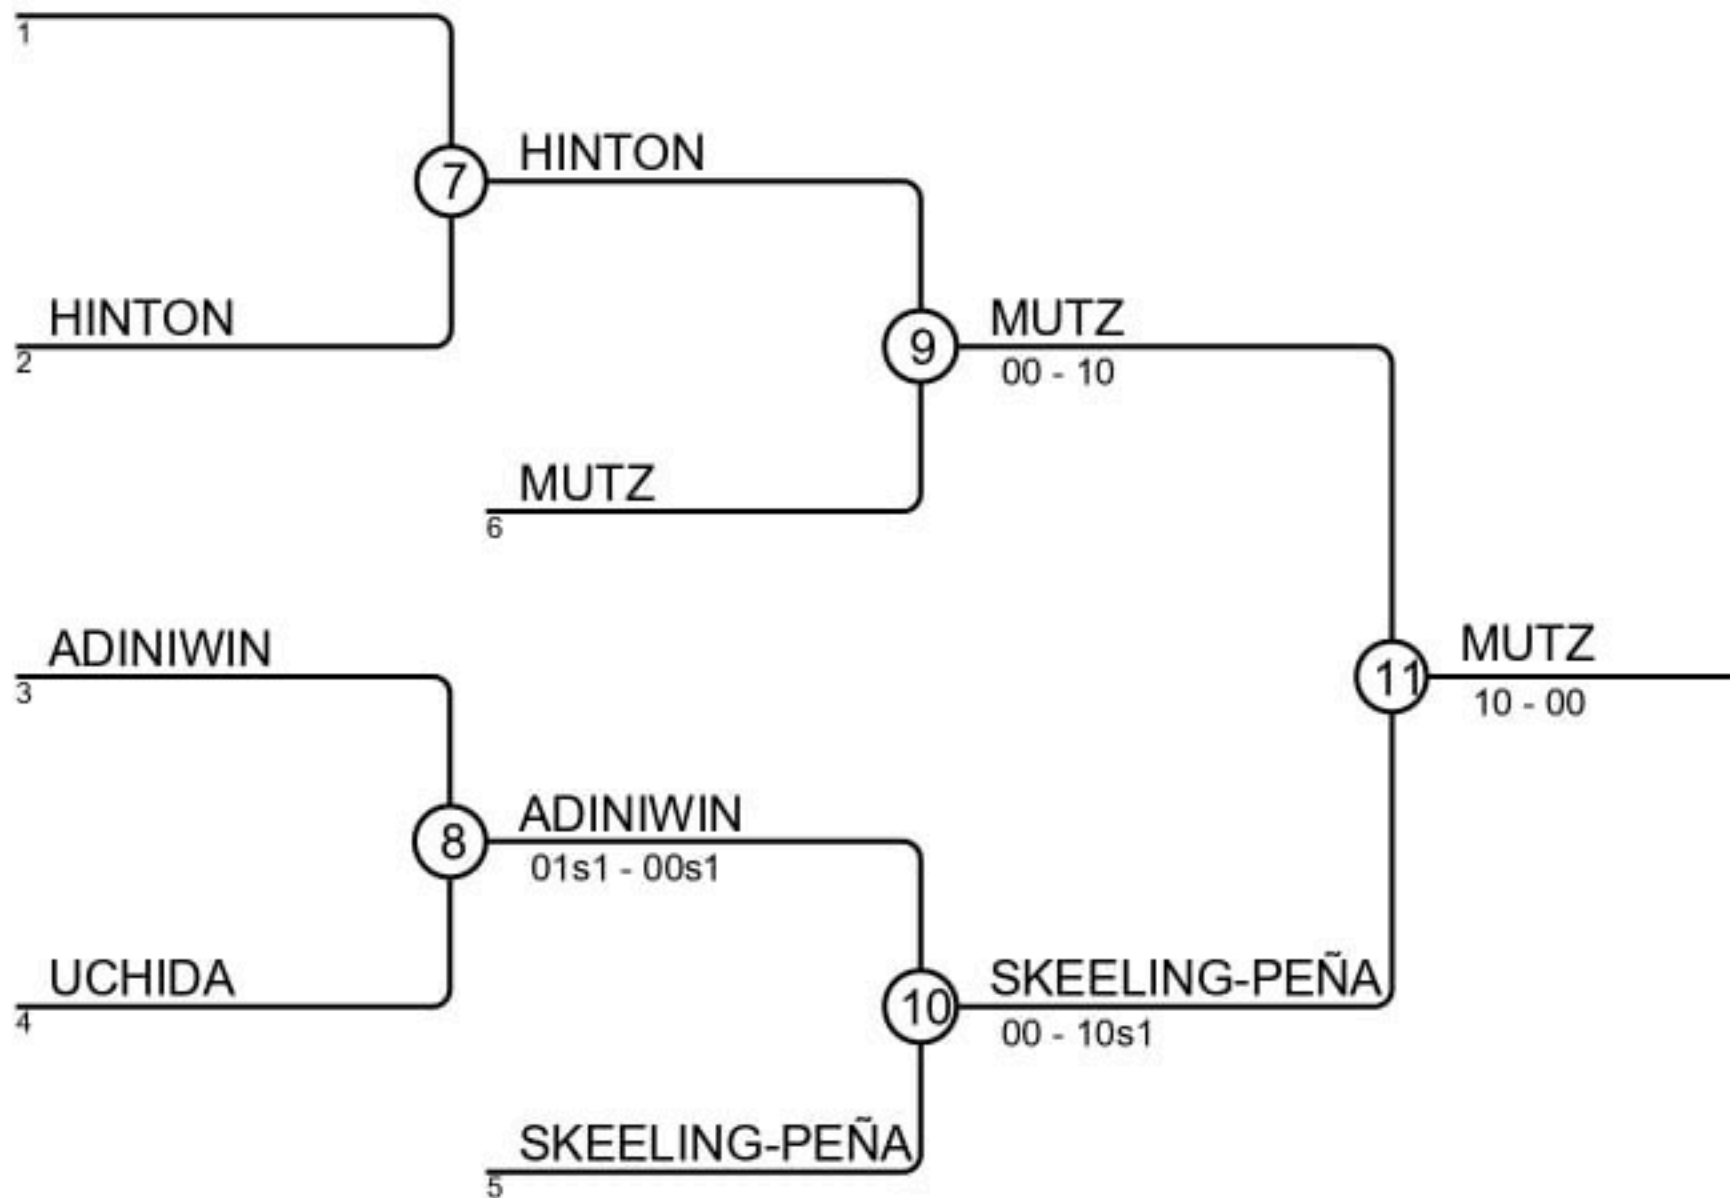 1
HINTON
7
HINTON
2
MUTZ
9
00 - 10
MUTZ
6
ADINIWIN
3
MUTZ
11
10 - 00
ADINIWIN
8
01s1 - 00s1
UCHIDA
4
SKEELING-PEÑA
10
00 - 10s1
SKEELING-PEÑA
5